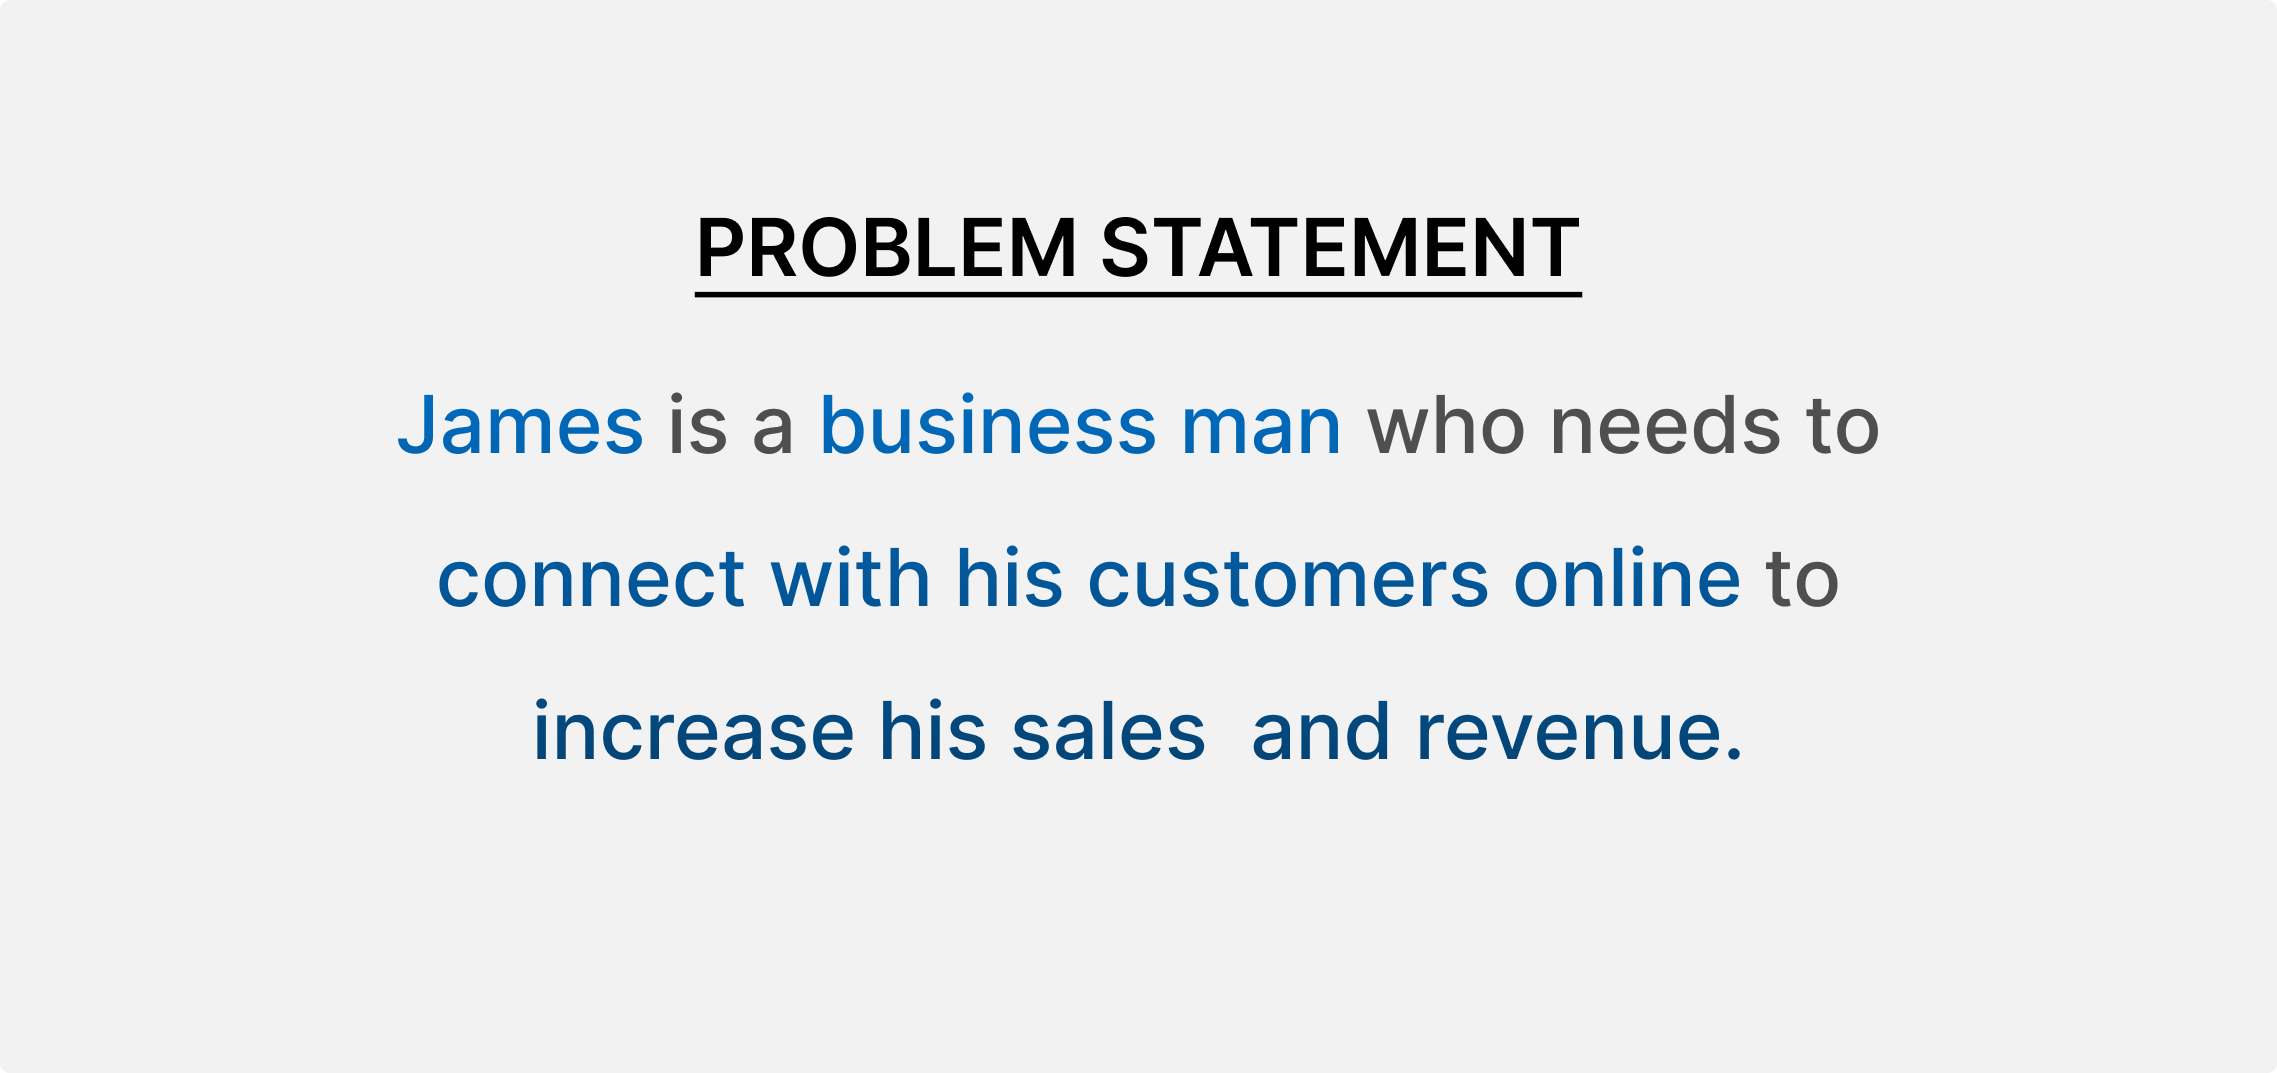 PROBLEM STATEMENT
James is a business man who needs to
connect with his customers online to
increase his sales  and revenue.